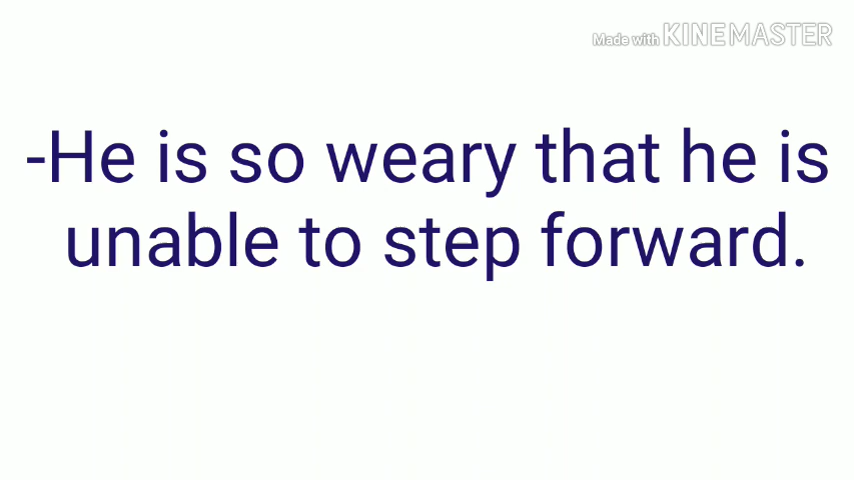 Made with KINEMASTER
-He is so weary that he is
unable to step forward.